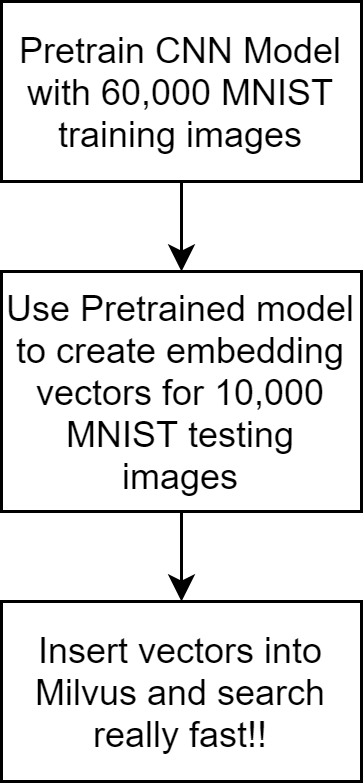 Pretrain CNN Model
with 60,000 MNIST
training images
Use Pretrained model
to create embedding
vectors for 10,000
MNIST testing
images
Insert vectors into
Milvus and search
really fast!!